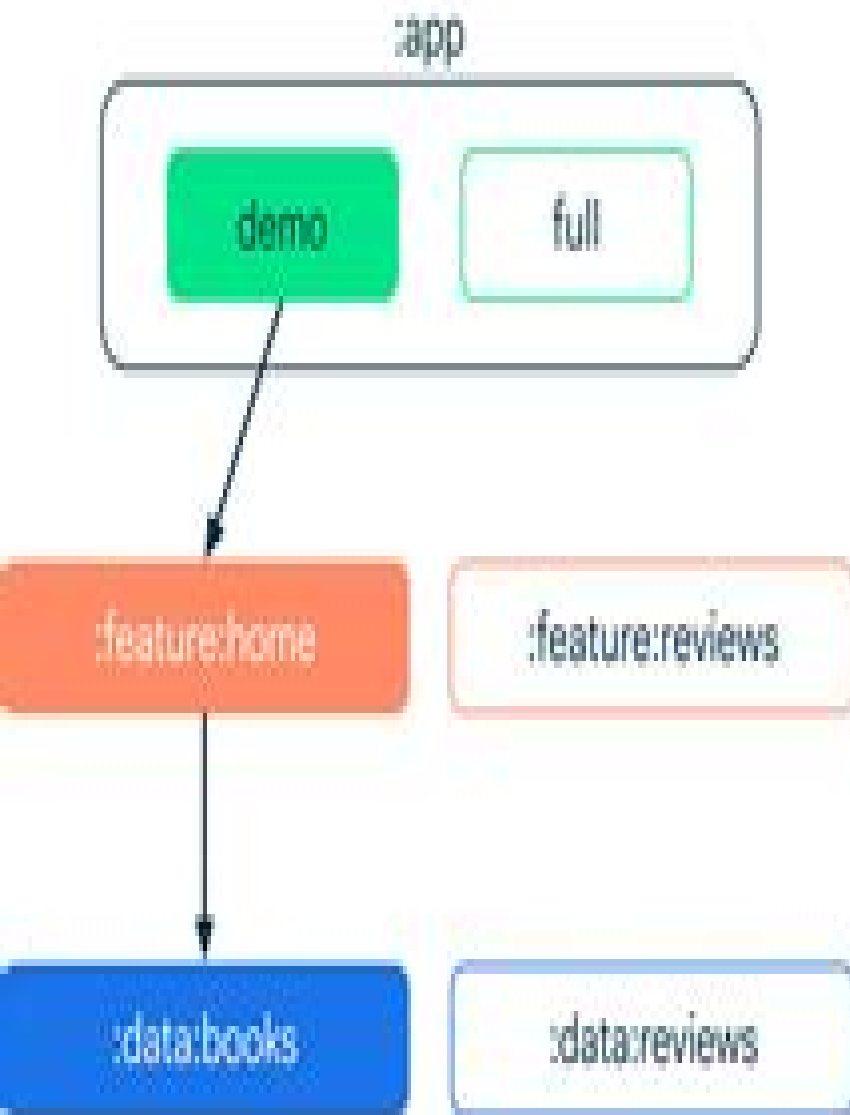 :app
demo
full
:feature:home
:feature:reviews
:data:books
:data:reviews